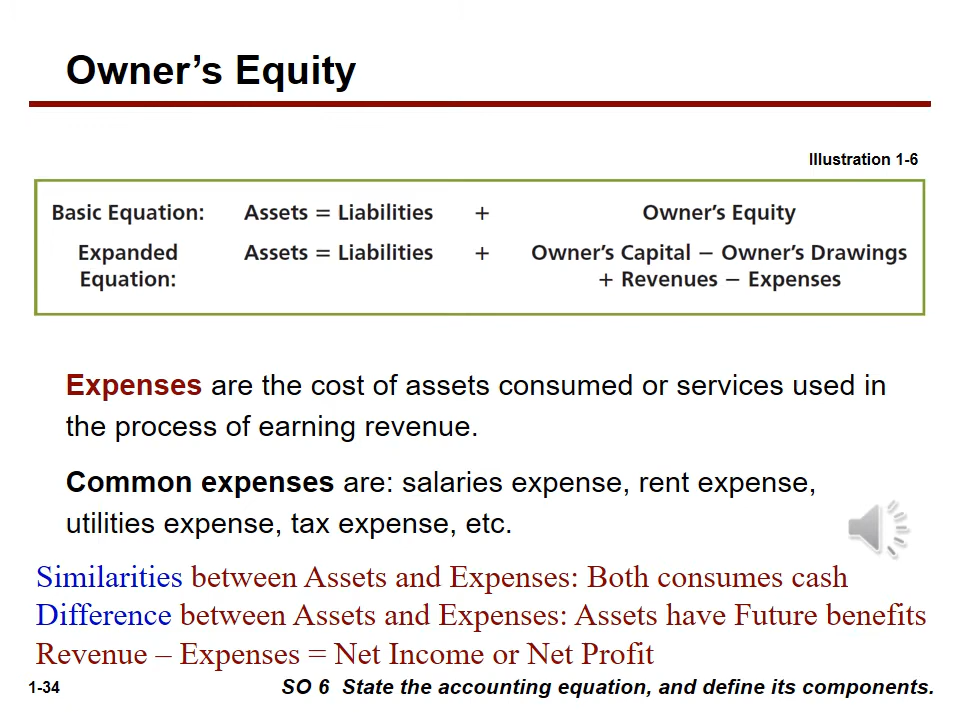 Owner’s Equity
Illustration 1-6
Basic Equation: Assets = Liabilities + Owner’s Equity
Expanded Assets = Liabilities + Owner’s Capital − Owner’s Drawings
Equation: + Revenues − Expenses
Expenses are the cost of assets consumed or services used in
the process of earning revenue.
Common expenses are: salaries expense, rent expense,
utilities expense, tax expense, etc.
Similarities between Assets and Expenses: Both consumes cash
Difference between Assets and Expenses: Assets have Future benefits
Revenue – Expenses = Net Income or Net Profit
1-34 SO 6 State the accounting equation, and define its components.